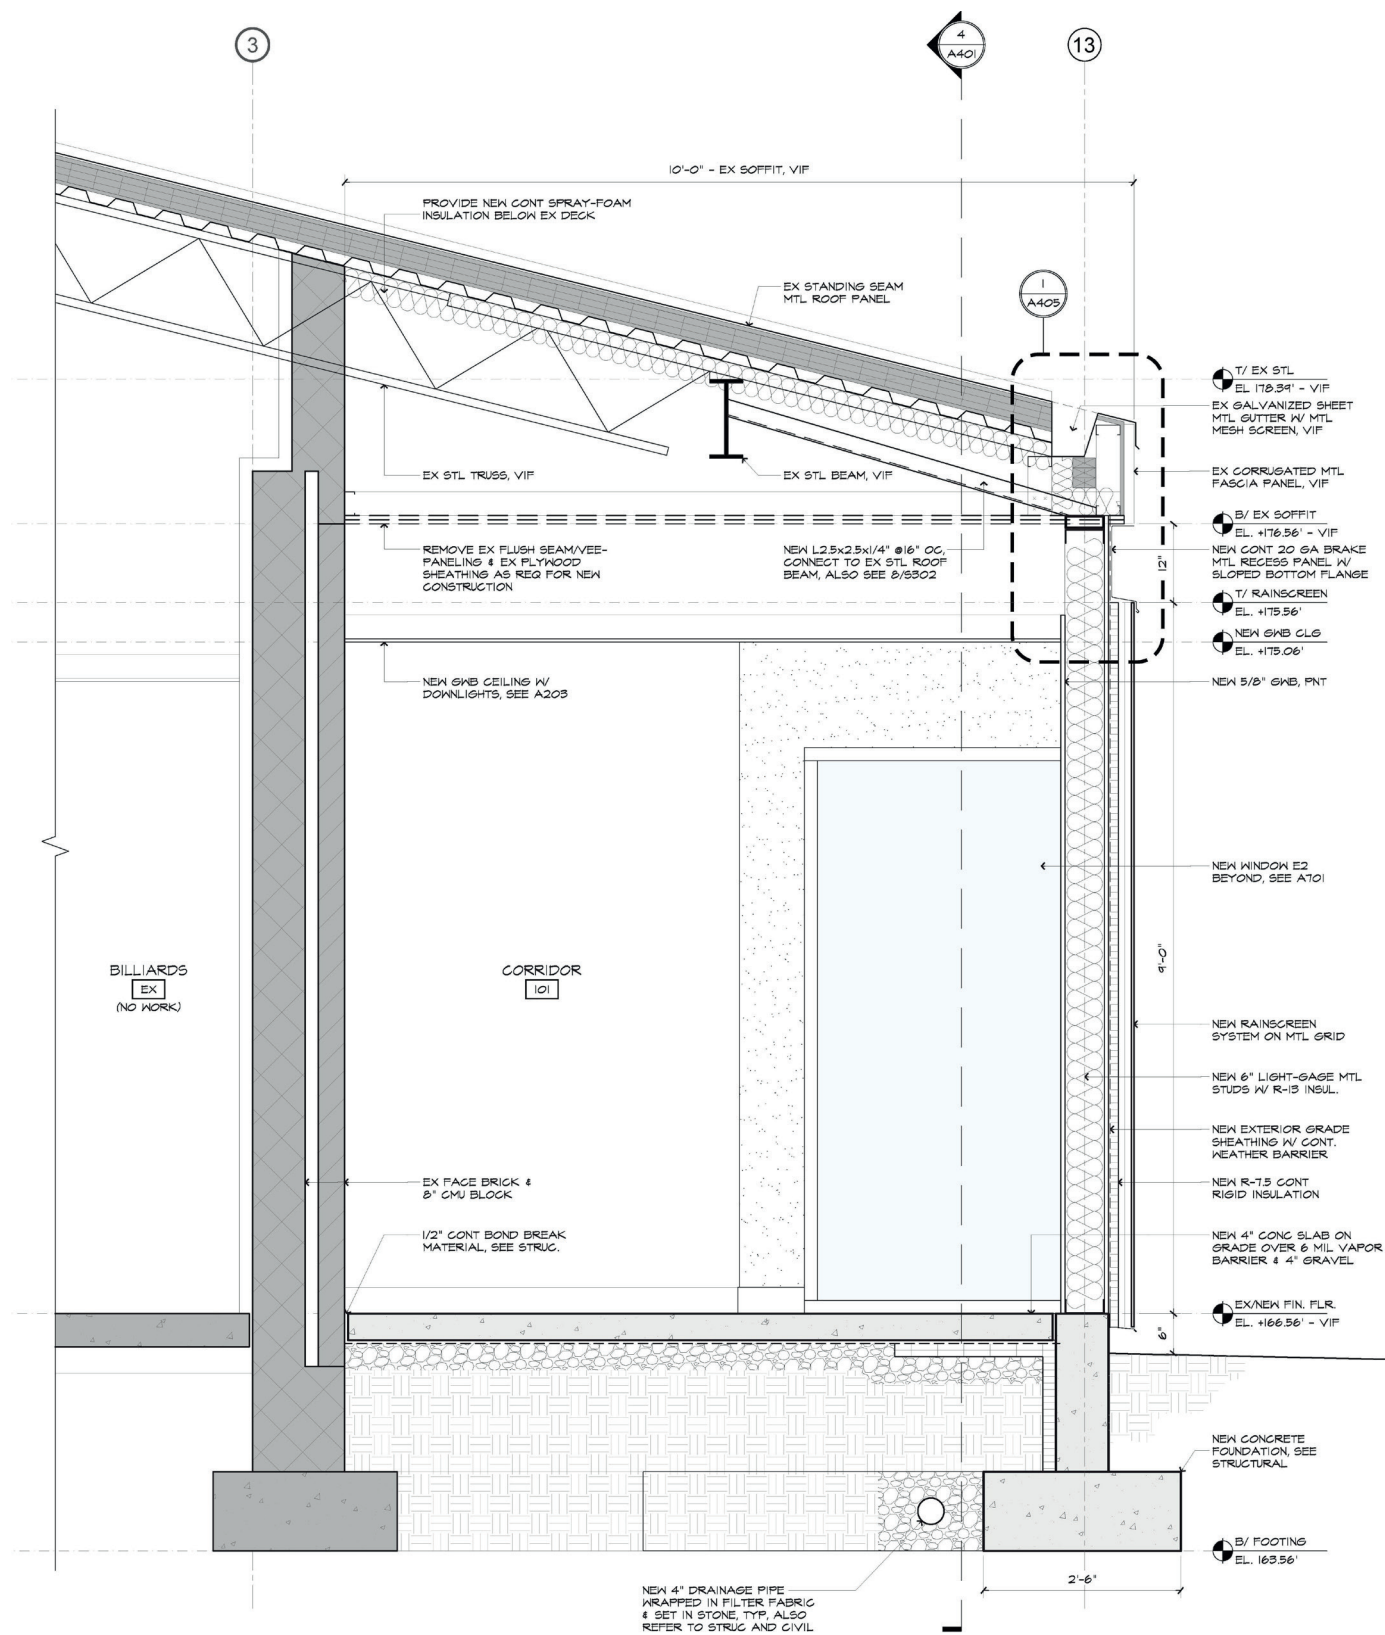 3
4
A401
13
10'-0" - EX SOFFIT, VIF
PROVIDE NEW CONT SPRAY-FOAM
INSULATION BELOW EX DECK
EX STANDING SEAM
MTL ROOF PANEL
1
A405
T/ EX STL
EL 178.39' - VIF
EX GALVANIZED SHEET
MTL GUTTER W/ MTL
MESH SCREEN, VIF
EX STL TRUSS, VIF
EX STL BEAM, VIF
EX CORRUGATED MTL
FASCIA PANEL, VIF
B/ EX SOFFIT
EL. +176.56' - VIF
REMOVE EX FLUSH SEAM/VEE-
PANELING & EX PLYWOOD
SHEATHING AS REQ FOR NEW
CONSTRUCTION
NEW L2.5x2.5x1/4" @16" OC,
CONNECT TO EX STL ROOF
BEAM, ALSO SEE 8/S302
12"
NEW CONT 20 GA BRAKE
MTL RECESS PANEL W/
SLOPED BOTTOM FLANGE
T/ RAINSCREEN
EL. +175.56'
NEW GWB CLG
EL. +175.06'
NEW GWB CEILING W/
DOWNLIGHTS, SEE A203
NEW 5/8" GWB, PNT
NEW WINDOW E2
BEYOND, SEE A701
BILLIARDS
EX
(NO WORK)
CORRIDOR
101
9'-0"
NEW RAINSCREEN
SYSTEM ON MTL GRID
NEW 6" LIGHT-GAGE MTL
STUDS W/ R-13 INSUL.
NEW EXTERIOR GRADE
SHEATHING W/ CONT.
WEATHER BARRIER
EX FACE BRICK &
8" CMU BLOCK
NEW R-7.5 CONT
RIGID INSULATION
1/2" CONT BOND BREAK
MATERIAL, SEE STRUC.
NEW 4" CONC SLAB ON
GRADE OVER 6 MIL VAPOR
BARRIER & 4" GRAVEL
EX/NEW FIN. FLR.
EL. +166.56' - VIF
6"
NEW CONCRETE
FOUNDATION, SEE
STRUCTURAL
B/ FOOTING
EL. 163.56'
2'-6"
NEW 4" DRAINAGE PIPE
WRAPPED IN FILTER FABRIC
& SET IN STONE, TYP, ALSO
REFER TO STRUC AND CIVIL